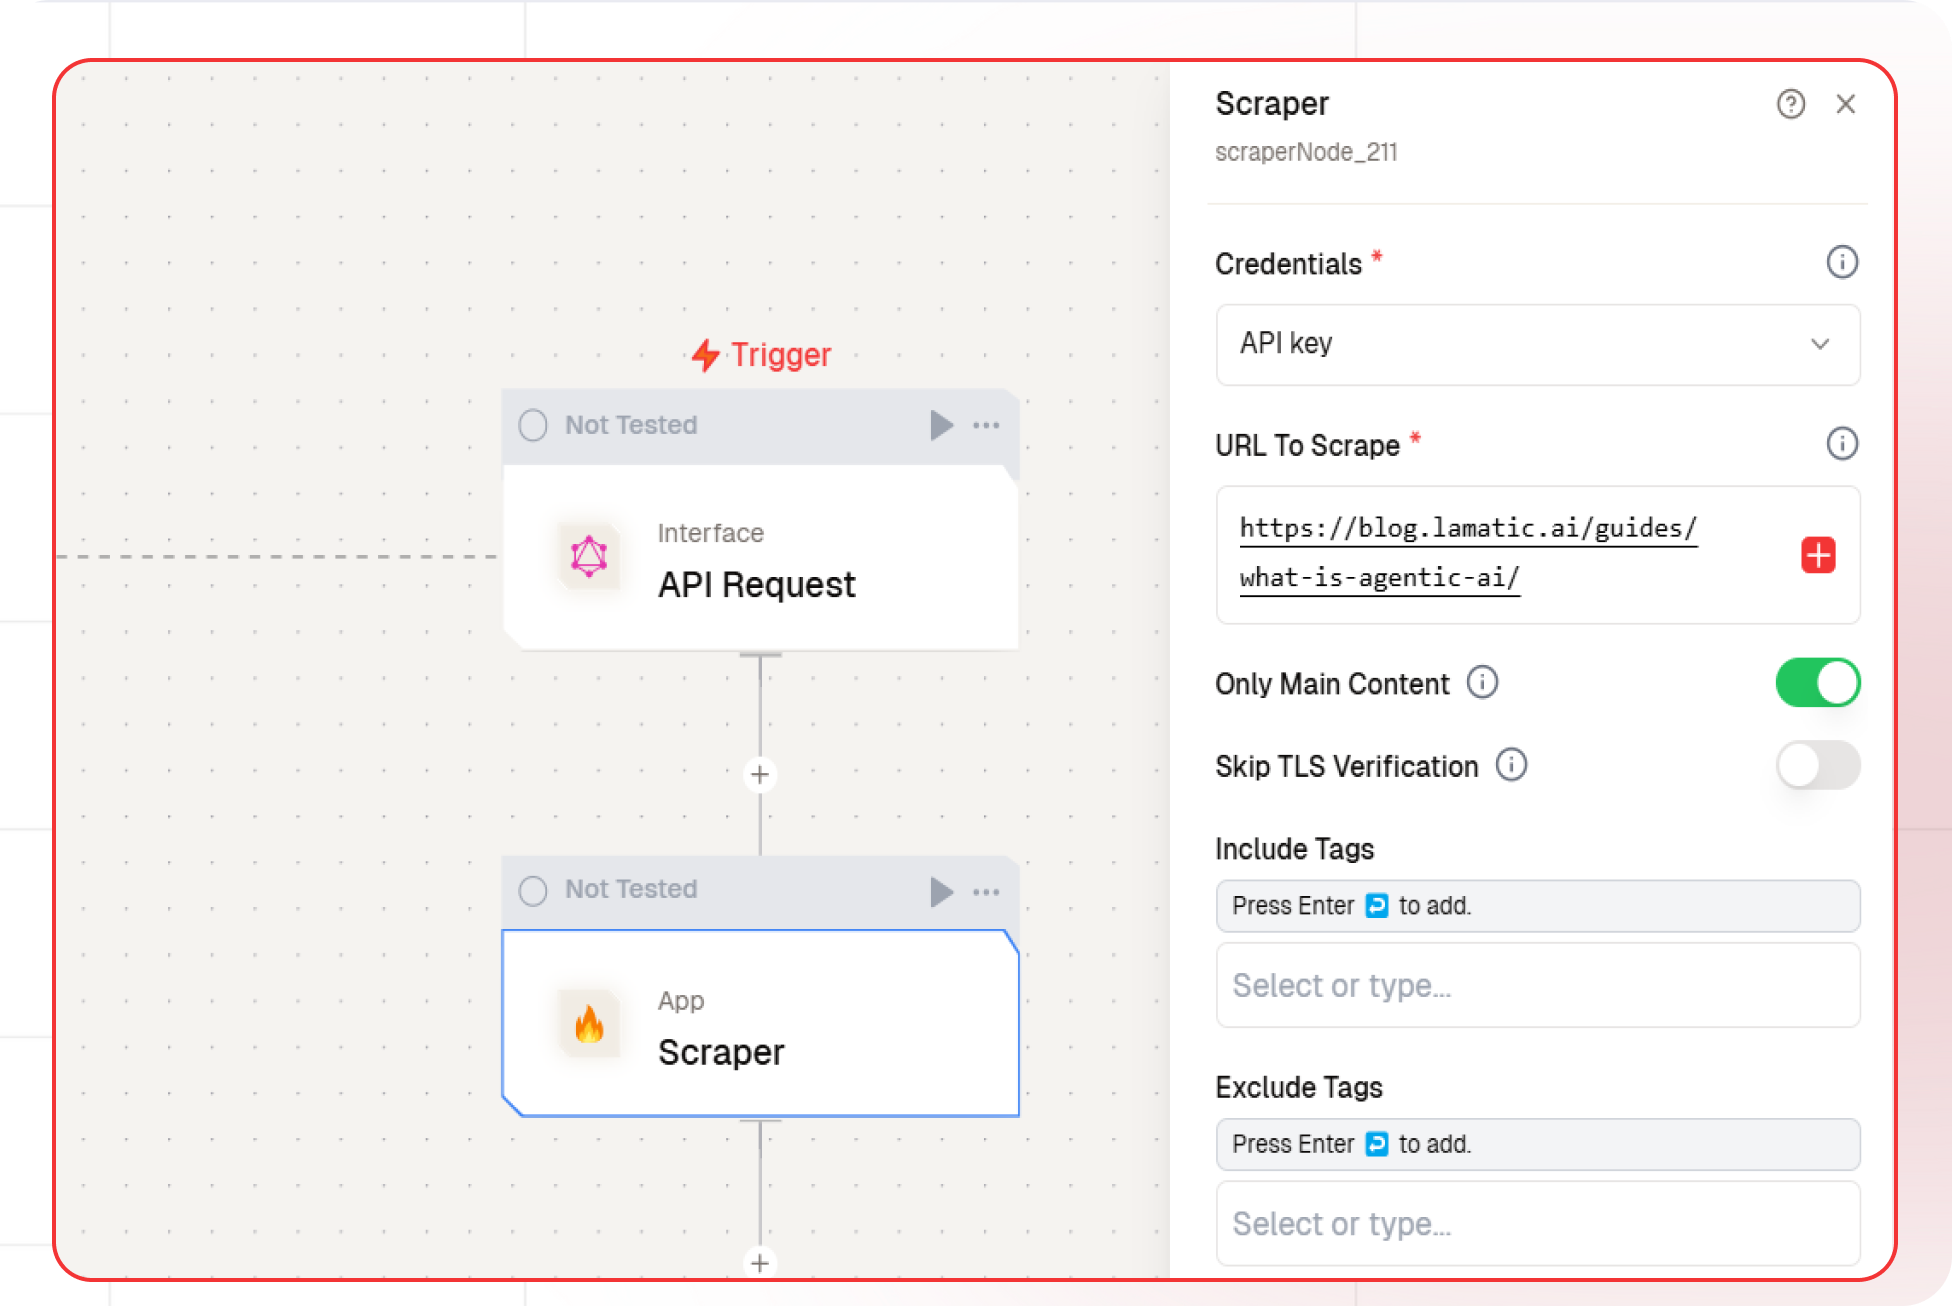 Trigger
Not Tested
Interface
API Request
Not Tested
App
Scraper
Scraper
scraperNode_211
Credentials *
API key
URL To Scrape *
https://blog.lamatic.ai/guides/
what-is-agentic-ai/
Only Main Content
Skip TLS Verification
Include Tags
Press Enter to add.
Select or type...
Exclude Tags
Press Enter to add.
Select or type...